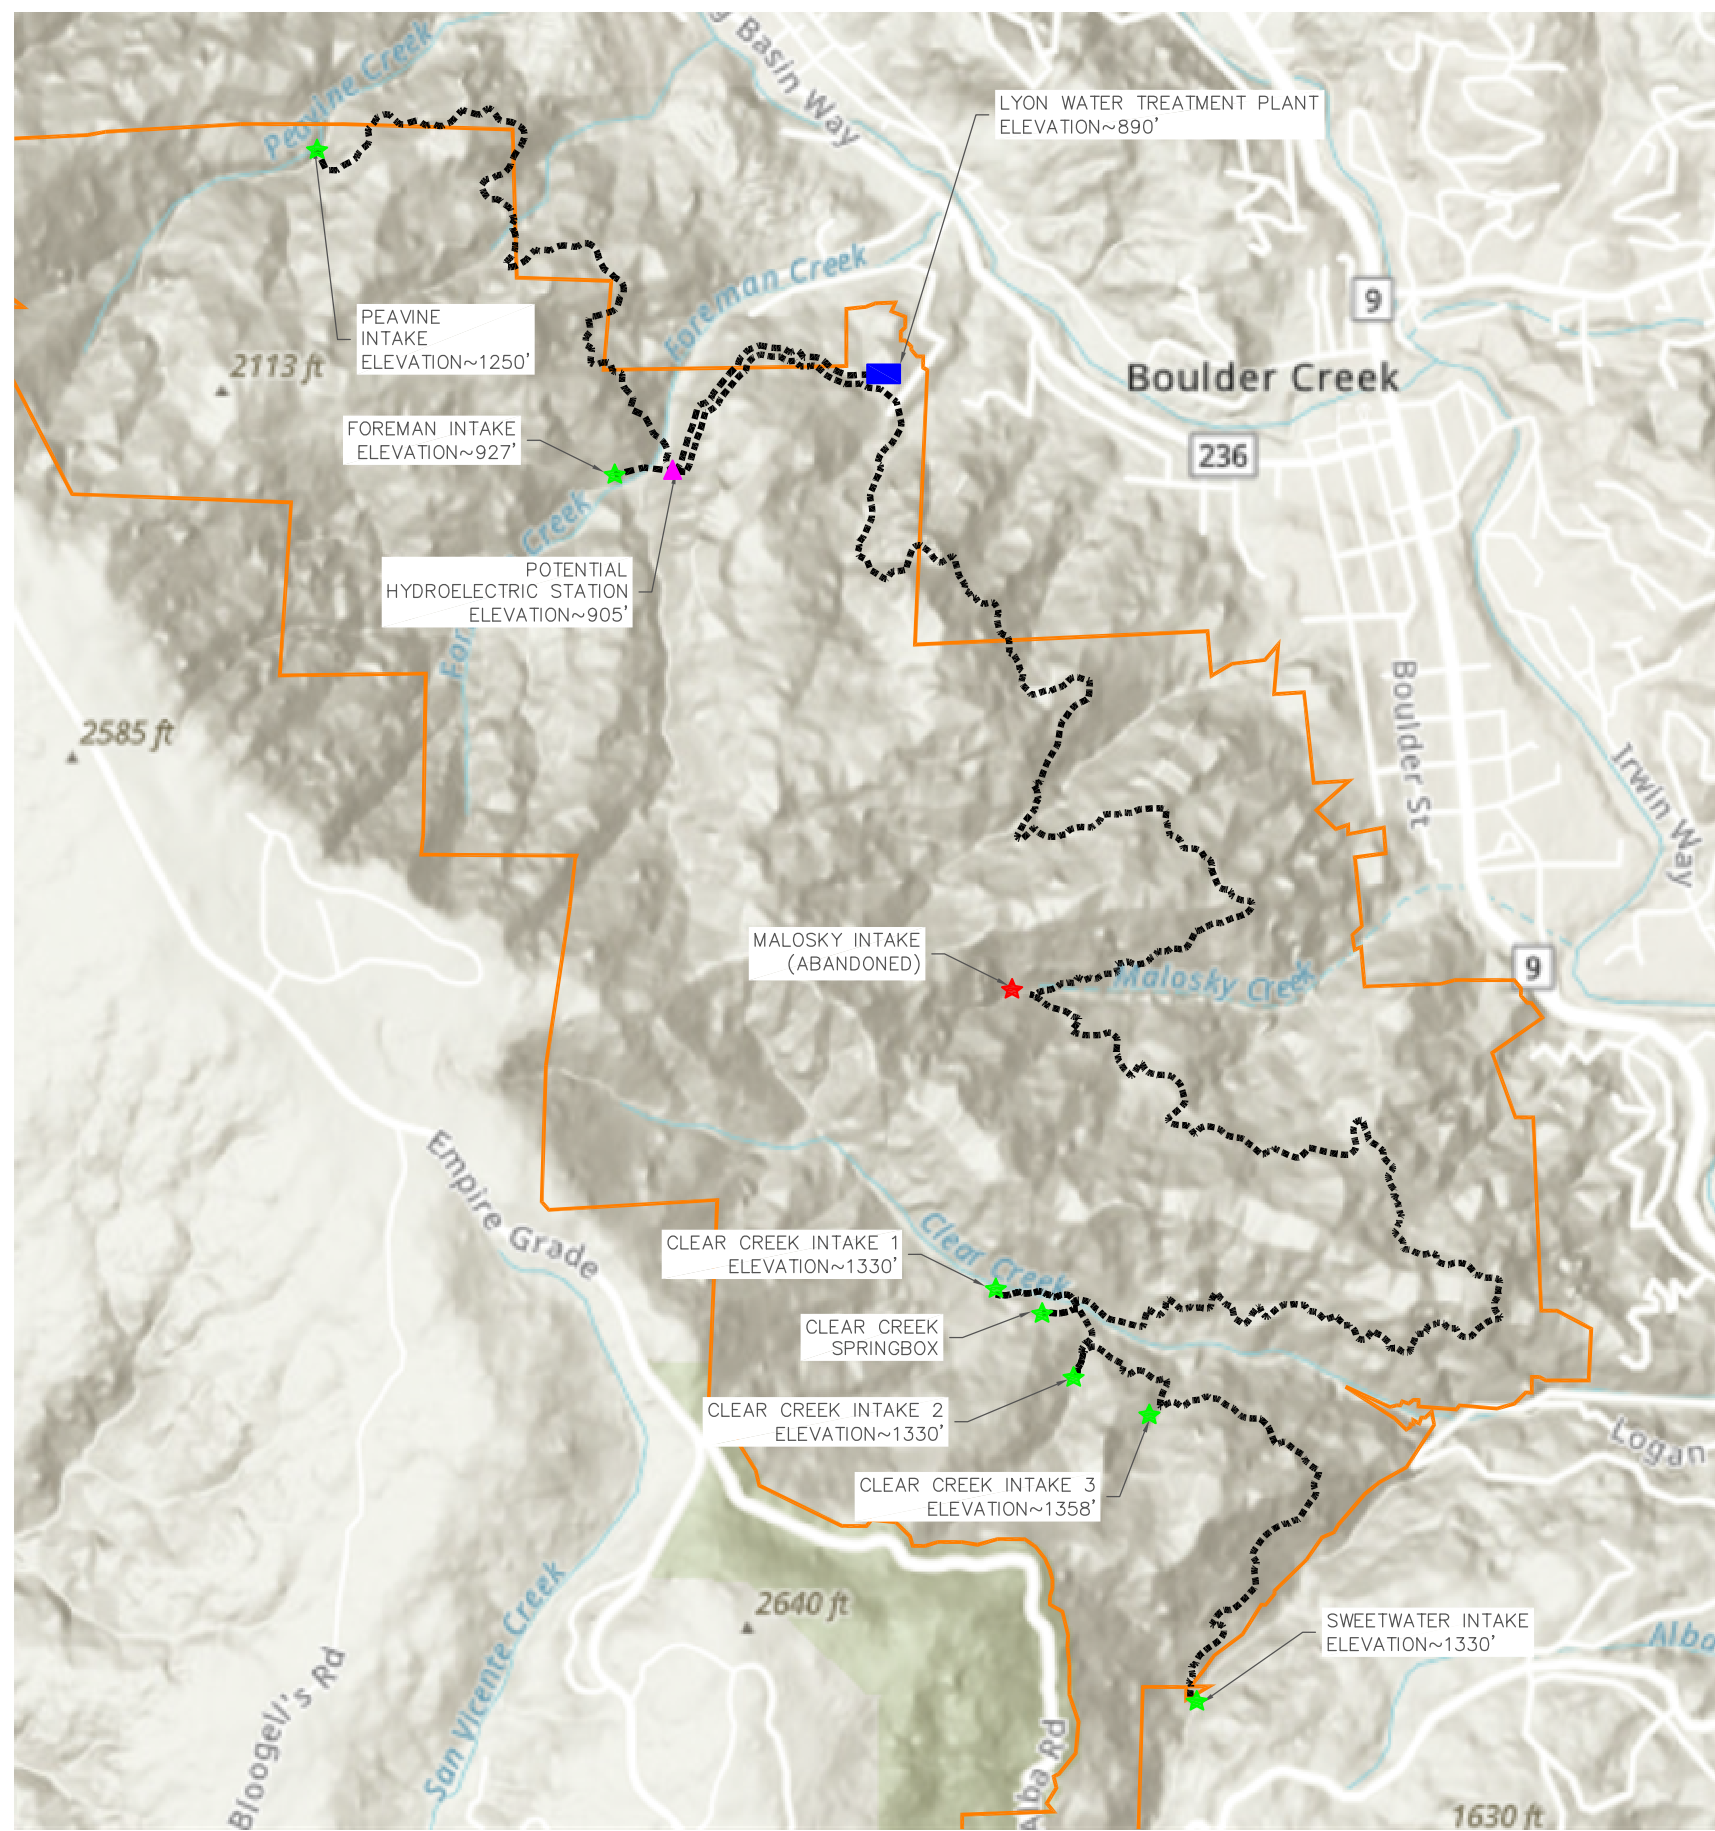 Basin Way
Peavine Creek
LYON WATER TREATMENT PLANT
ELEVATION~890'
Foreman Creek
9
PEAVINE
INTAKE
ELEVATION~1250'
2113 ft
Boulder Creek
FOREMAN INTAKE
ELEVATION~927'
236
Creek
POTENTIAL
HYDROELECTRIC STATION
ELEVATION~905'
2585 ft
Boulder St
Irwin Way
MALOSKY INTAKE
(ABANDONED)
Malosky Creek
9
Empire Grade
Clear Creek
CLEAR CREEK INTAKE 1
ELEVATION~1330'
CLEAR CREEK
SPRINGBOX
CLEAR CREEK INTAKE 2
ELEVATION~1330'
Logan
CLEAR CREEK INTAKE 3
ELEVATION~1358'
2640 ft
SWEETWATER INTAKE
ELEVATION~1330'
Alba
San Vicente Creek
Bloogel's Rd
Alba Rd
1630 ft